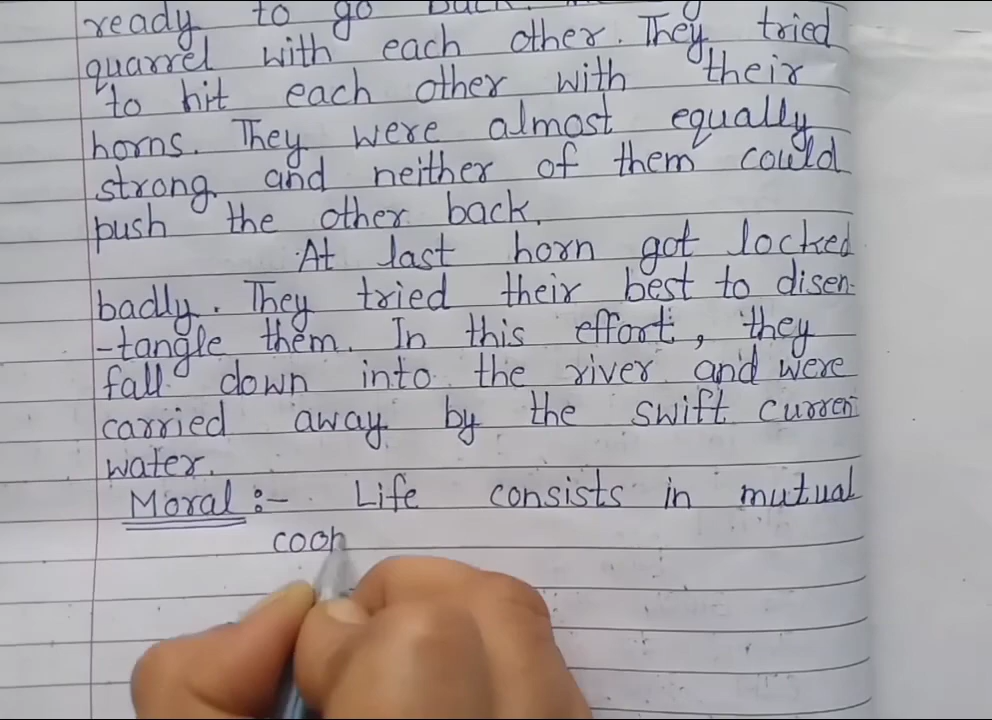 ready to go back.
quarrel with each other. They tried
to hit each other with their
horns. They were almost equally
strong and neither of them could
push the other back.
At last horn got locked
badly. They tried their best to disen-
-tangle them. In this effort, they
fall down into the river and were
carried away by the swift curren
water.
Moral :- Life consists in mutual
coop